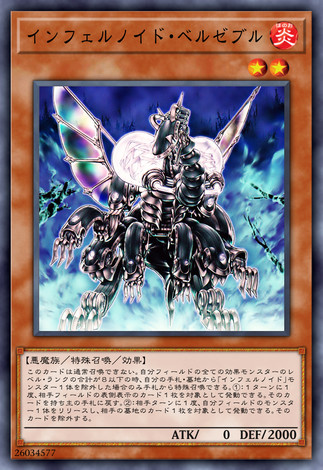 インフェルノイド・ベルゼブル
炎
【悪魔族／特殊召喚／効果】
このカードは通常召喚できない。自分フィールドの全ての効果モンスターのレ
ベル・ランクの合計が８以下の時、自分の手札・墓地から「インフェルノイド」モ
ンスター１体を除外した場合のみ手札から特殊召喚できる。①：１ターンに１
度、相手フィールドの表側表示のカード１枚を対象として発動できる。そのカ
ードを持ち主の手札に戻す。②：相手ターンに１度、自分フィールドのモンスタ
ー１体をリリースし、相手の墓地のカード１枚を対象として発動できる。その
カードを除外する。
ATK/ 0 DEF/2000
26034577